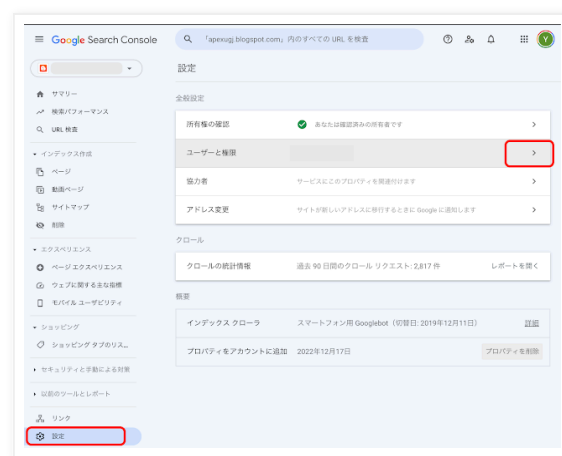 Google Search Console
「apexugj.blogspot.com」内のすべての URL を検査
Y
設定
サマリー
検索パフォーマンス
URL 検査
インデックス作成
ページ
動画ページ
サイトマップ
削除
エクスペリエンス
ページ エクスペリエンス
ウェブに関する主な指標
モバイル ユーザビリティ
ショッピング
ショッピング タブのリス...
セキュリティと手動による対策
以前のツールとレポート
リンク
設定
全般設定
所有権の確認 あなたは確認済みの所有者です
ユーザーと権限
協力者 サービスにこのプロパティを関連付けます
アドレス変更 サイトが新しいアドレスに移行するときに Google に通知します
クロール
クロールの統計情報 過去 90 日間のクロール リクエスト: 2,817 件 レポートを開く
概要
インデックス クローラ スマートフォン用 Googlebot（切替日: 2019年12月11日） 詳細
プロパティをアカウントに追加 2022年12月17日 プロパティを削除